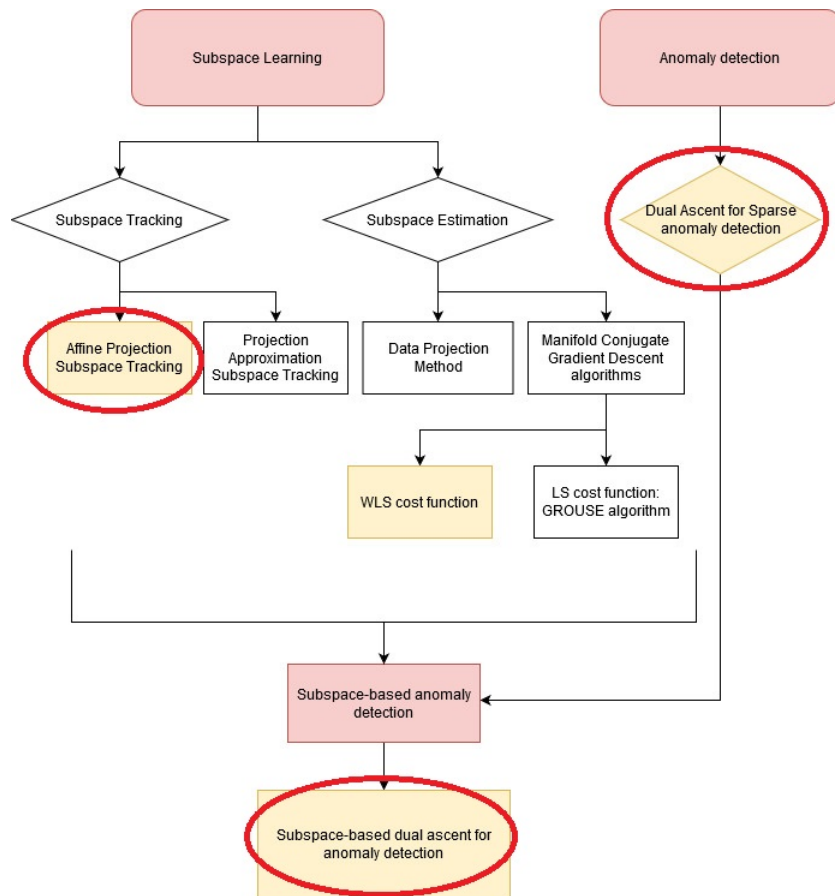 Subspace Learning
Anomaly detection
Subspace Tracking
Subspace Estimation
Dual Ascent for Sparse
anomaly detection
Affine Projection
Subspace Tracking
Projection
Approximation
Subspace Tracking
Data Projection
Method
Manifold Conjugate
Gradient Descent
algorithms
WLS cost function
LS cost function:
GROUSE algorithm
Subspace-based anomaly
detection
Subspace-based dual ascent for
anomaly detection